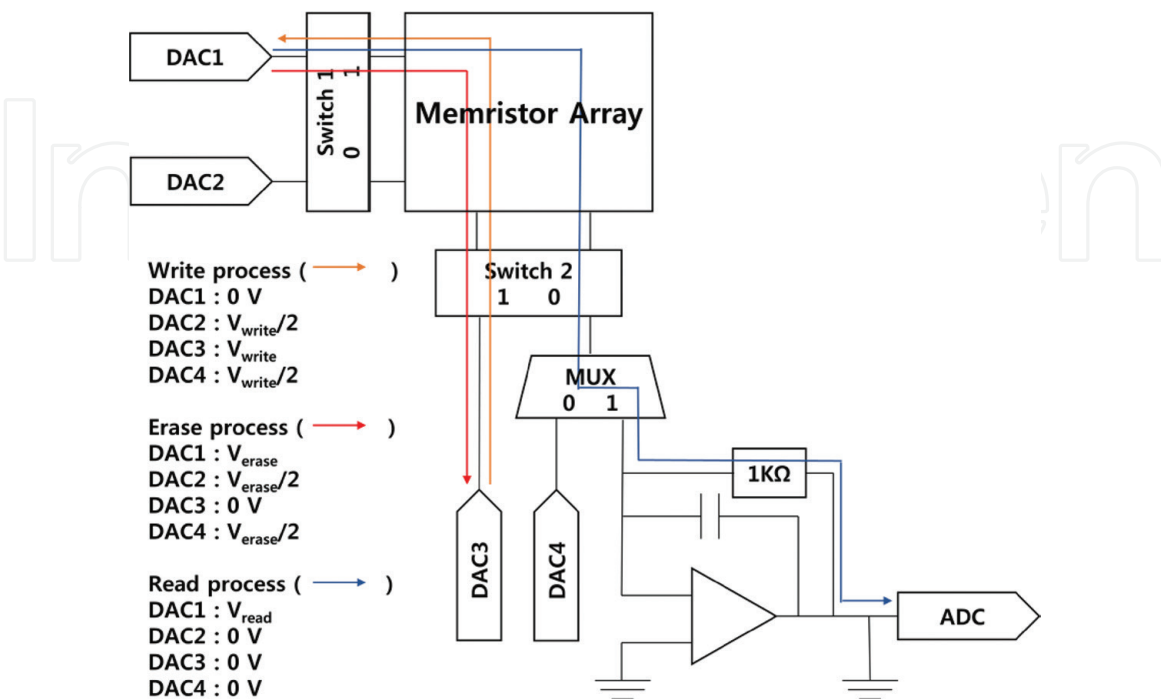 DAC1
Switch 1
1
0
Memristor Array
DAC2
Write process ( → )
DAC1 : 0 V
DAC2 : Vwrite/2
DAC3 : Vwrite
DAC4 : Vwrite/2
Switch 2
1 0
MUX
0 1
Erase process ( → )
DAC1 : Verase
DAC2 : Verase/2
DAC3 : 0 V
DAC4 : Verase/2
1KΩ
DAC3
DAC4
Read process ( → )
DAC1 : Vread
DAC2 : 0 V
DAC3 : 0 V
DAC4 : 0 V
ADC